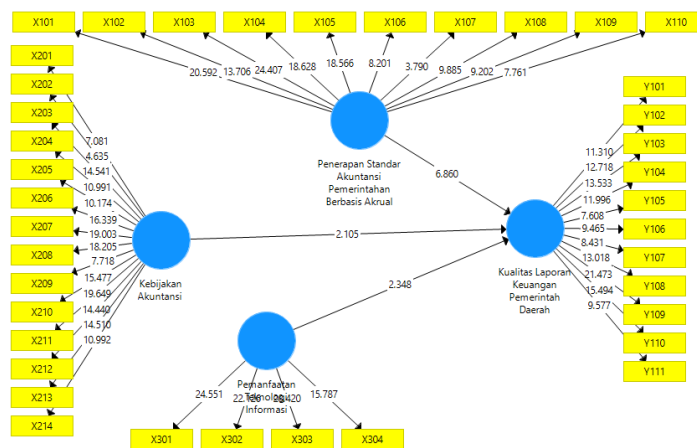 X101 X102 X103 X104 X105 X106 X107 X108 X109 X110
20.592 13.706 24.407 18.628 18.566 8.201 3.790 9.885 9.202 7.761
X201
X202
X203
X204
X205
X206
X207
X208
X209
X210
X211
X212
X213
X214
7.081
4.635
14.541
10.991
10.174
16.339
19.003
18.205
7.718
15.477
19.649
14.440
14.510
10.992
Penerapan Standar
Akuntansi
Pemerintahan
Berbasis Akrual
6.860
2.105
2.348
Kebijakan
Akuntansi
Kualitas Laporan
Keuangan
Pemerintah
Daerah
Y101
Y102
Y103
Y104
Y105
Y106
Y107
Y108
Y109
Y110
Y111
11.310
12.718
13.533
11.996
7.608
9.465
8.431
13.018
21.473
15.494
9.577
Pemanfaatan
Teknologi
Informasi
24.551 15.787
X301 X302 X303 X304